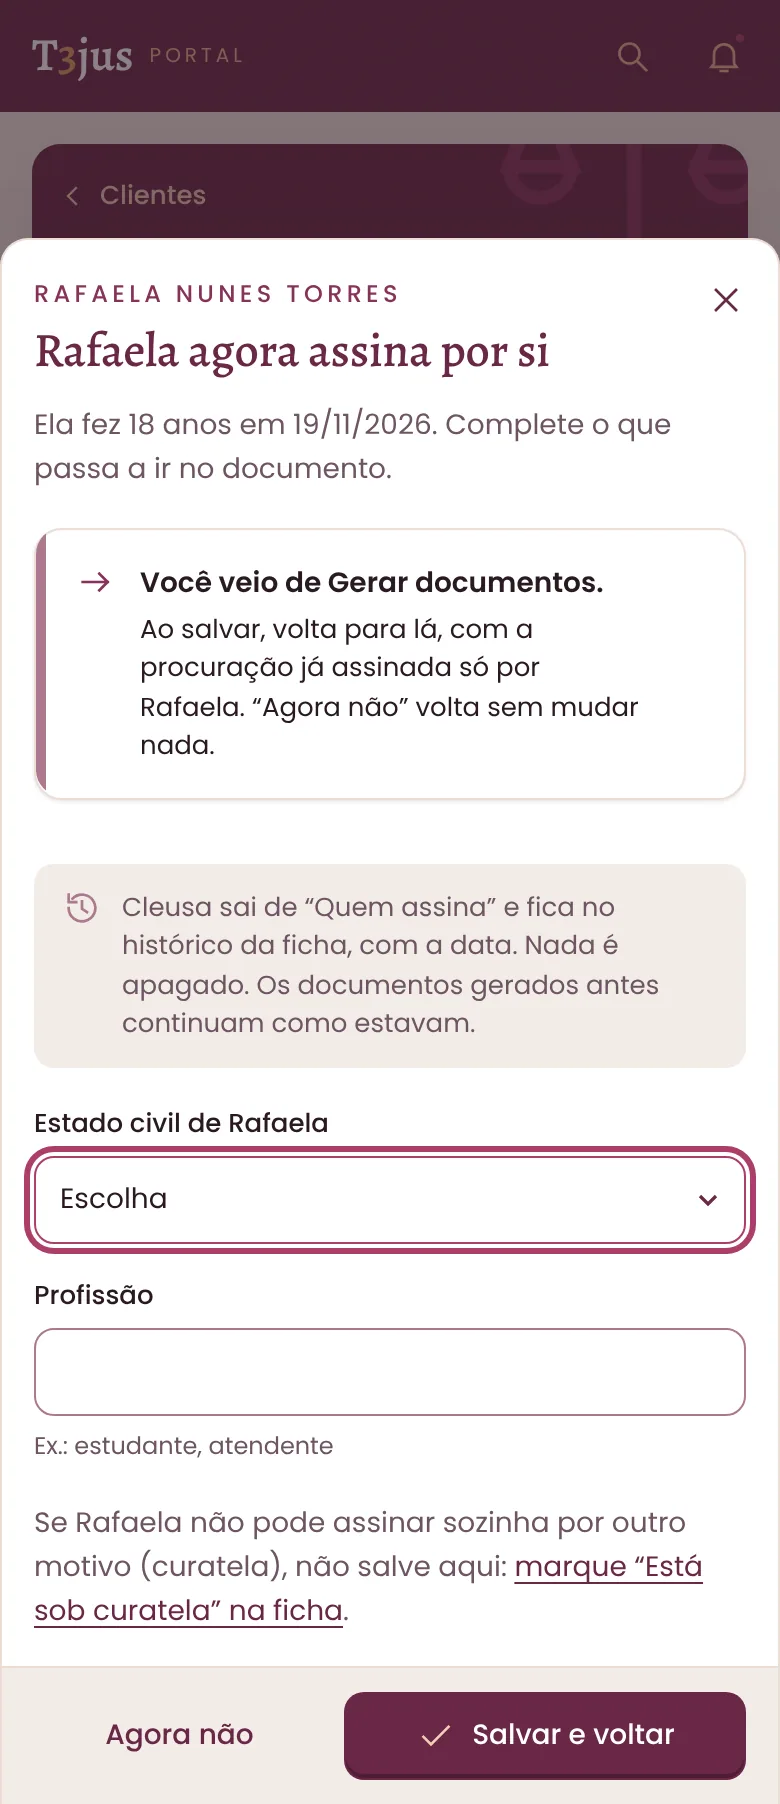 T3jus PORTAL
Clientes
RAFAELA NUNES TORRES
Rafaela agora assina por si
Ela fez 18 anos em 19/11/2026. Complete o que
passa a ir no documento.
Você veio de Gerar documentos.
Ao salvar, volta para lá, com a
procuração já assinada só por
Rafaela. “Agora não” volta sem mudar
nada.
Cleusa sai de “Quem assina” e fica no
histórico da ficha, com a data. Nada é
apagado. Os documentos gerados antes
continuam como estavam.
Estado civil de Rafaela
Escolha
Profissão
Ex.: estudante, atendente
Se Rafaela não pode assinar sozinha por outro
motivo (curatela), não salve aqui: marque “Está
sob curatela” na ficha.
Agora não
Salvar e voltar